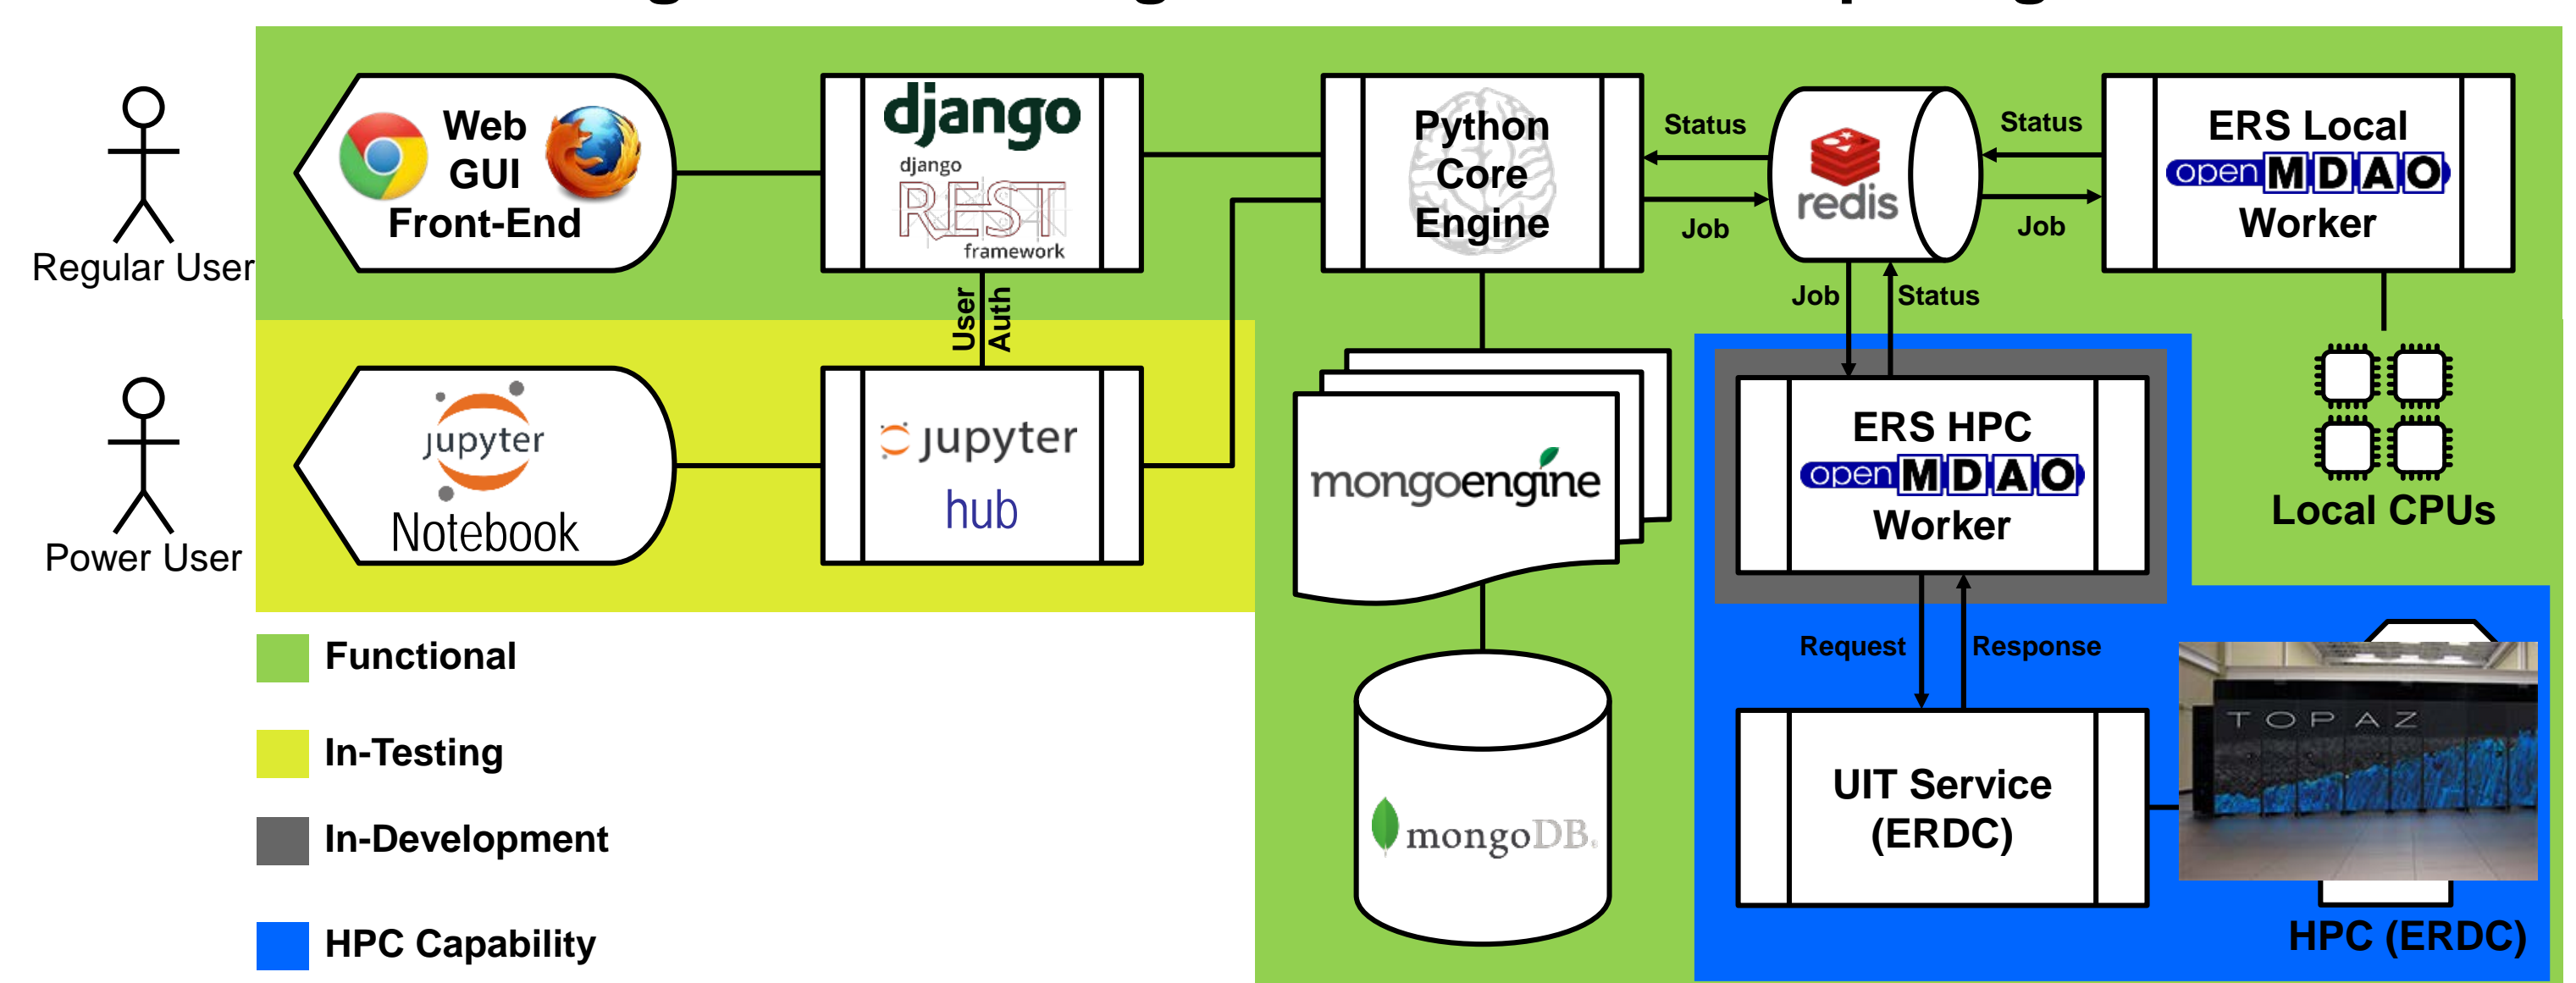 Regular User
Web
GUI
Front-End
django
django
REST
framework
Python
Core
Engine
Status
Job
redis
Status
Job
ERS Local
open MDAO
Worker
User
Auth
Job
Status
Power User
jupyter
Notebook
jupyter
hub
mongoengine
ERS HPC
open MDAO
Worker
Local CPUs
Request
Response
mongoDB
UIT Service
(ERDC)
TOPAZ
HPC (ERDC)
Functional
In-Testing
In-Development
HPC Capability